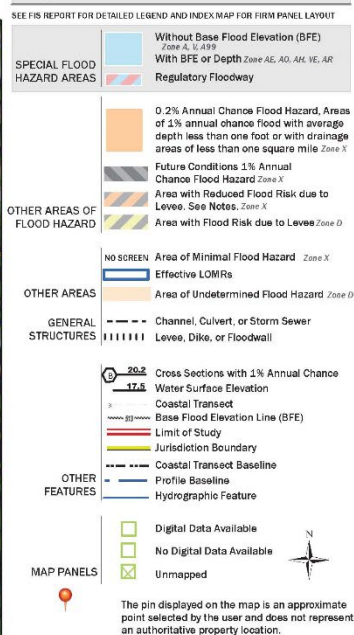 SEE FIS REPORT FOR DETAILED LEGEND AND INDEX MAP FOR FIRM PANEL LAYOUT
SPECIAL FLOOD
HAZARD AREAS
Without Base Flood Elevation (BFE)
Zone A, V, A99
With BFE or Depth Zone AE, AO, AH, VE, AR
Regulatory Floodway
OTHER AREAS OF
FLOOD HAZARD
0.2% Annual Chance Flood Hazard, Areas
of 1% annual chance flood with average
depth less than one foot or with drainage
areas of less than one square mile Zone X
Future Conditions 1% Annual
Chance Flood Hazard Zone X
Area with Reduced Flood Risk due to
Levee. See Notes. Zone X
Area with Flood Risk due to Levee Zone D
OTHER AREAS
NO SCREEN Area of Minimal Flood Hazard Zone X
Effective LOMRs
Area of Undetermined Flood Hazard Zone D
GENERAL
STRUCTURES
Channel, Culvert, or Storm Sewer
Levee, Dike, or Floodwall
OTHER
FEATURES
B 20.2 Cross Sections with 1% Annual Chance
17.5 Water Surface Elevation
Coastal Transect
Base Flood Elevation Line (BFE)
Limit of Study
Jurisdiction Boundary
Coastal Transect Baseline
Profile Baseline
Hydrographic Feature
MAP PANELS
Digital Data Available
No Digital Data Available
Unmapped
N
The pin displayed on the map is an approximate
point selected by the user and does not represent
an authoritative property location.